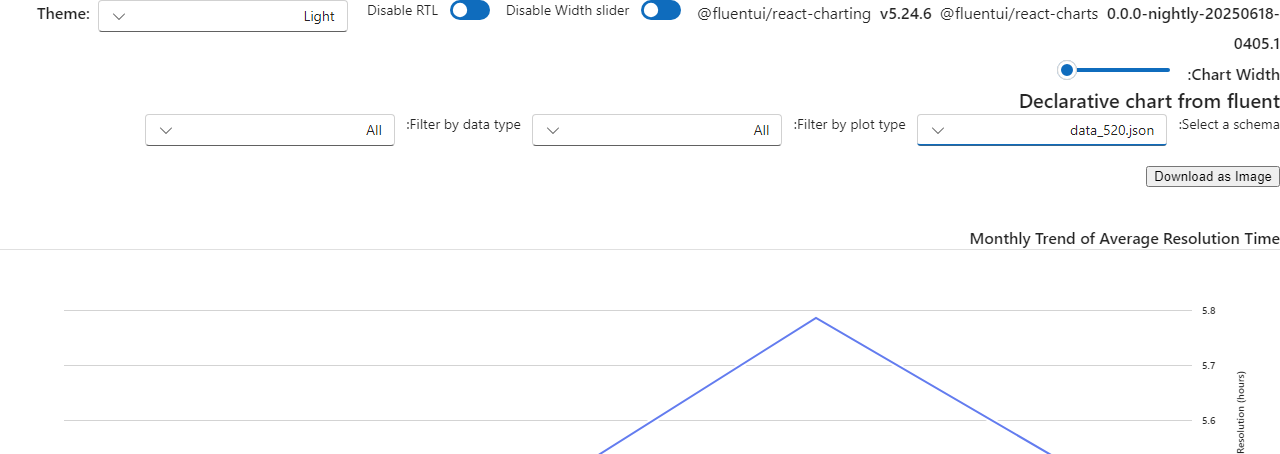 Theme: Light Disable RTL Disable Width slider @fluentui/react-charting v5.24.6 @fluentui/react-charts 0.0.0-nightly-20250618-
0405.1
:Chart Width
Declarative chart from fluent
All :Filter by data type All :Filter by plot type data_520.json :Select a schema
Download as Image
Monthly Trend of Average Resolution Time
5.8
5.7
5.6
Resolution (hours)